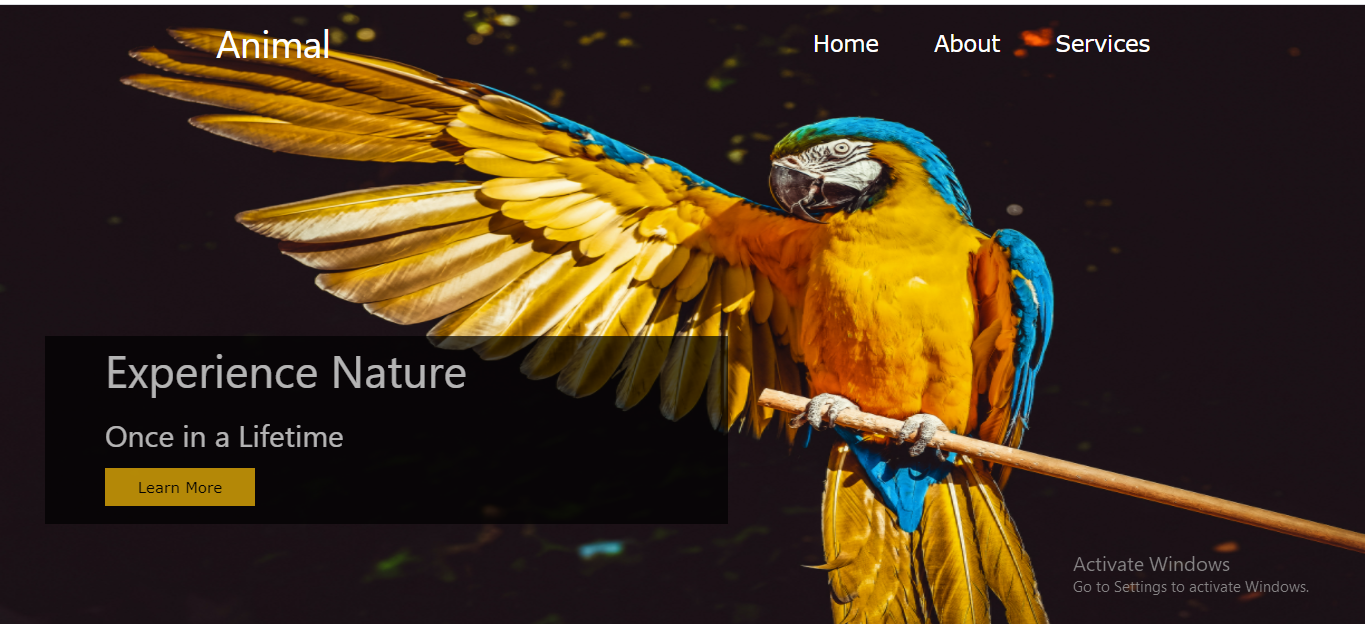 Animal
Home About Services
Experience Nature
Once in a Lifetime
Learn More
Activate Windows
Go to Settings to activate Windows.